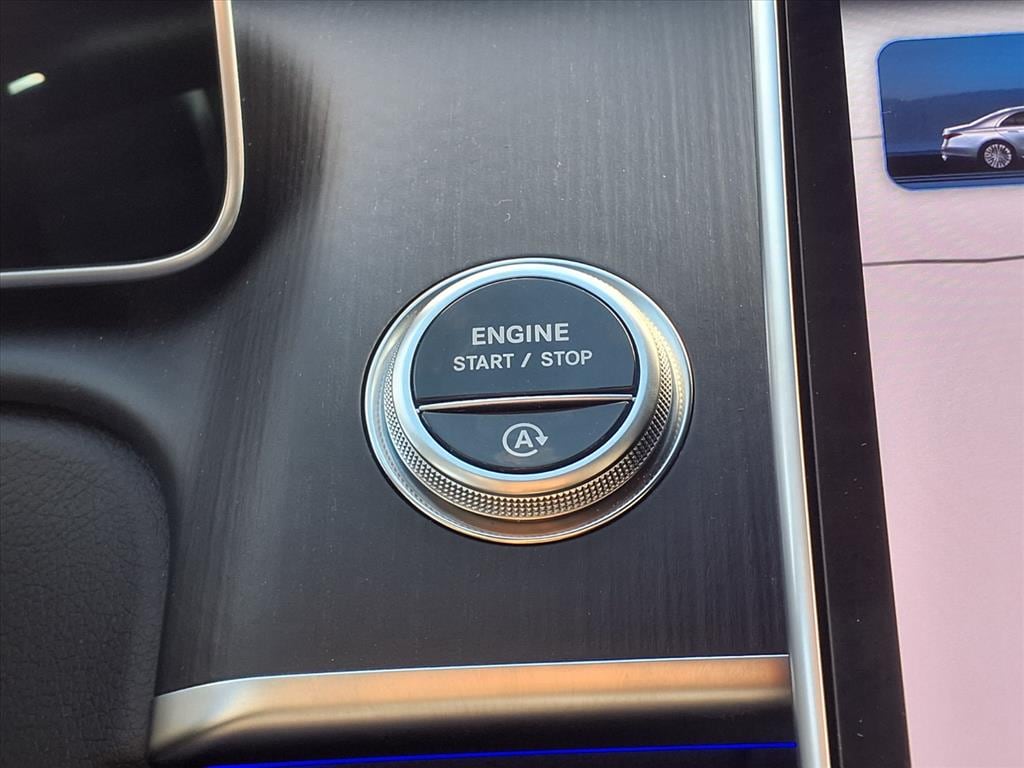 ENGINE
START / STOP
A